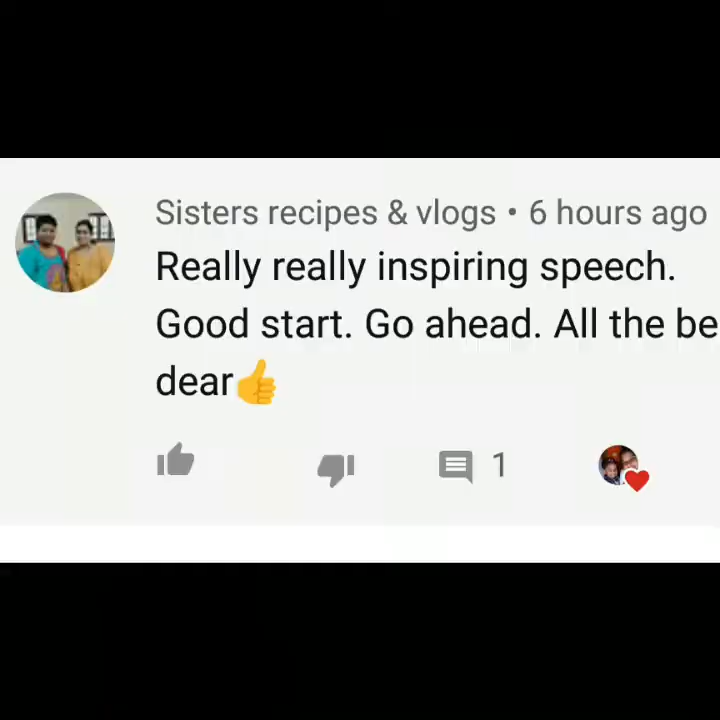 Sisters recipes & vlogs • 6 hours ago
Really really inspiring speech.
Good start. Go ahead. All the be
dear👍
1